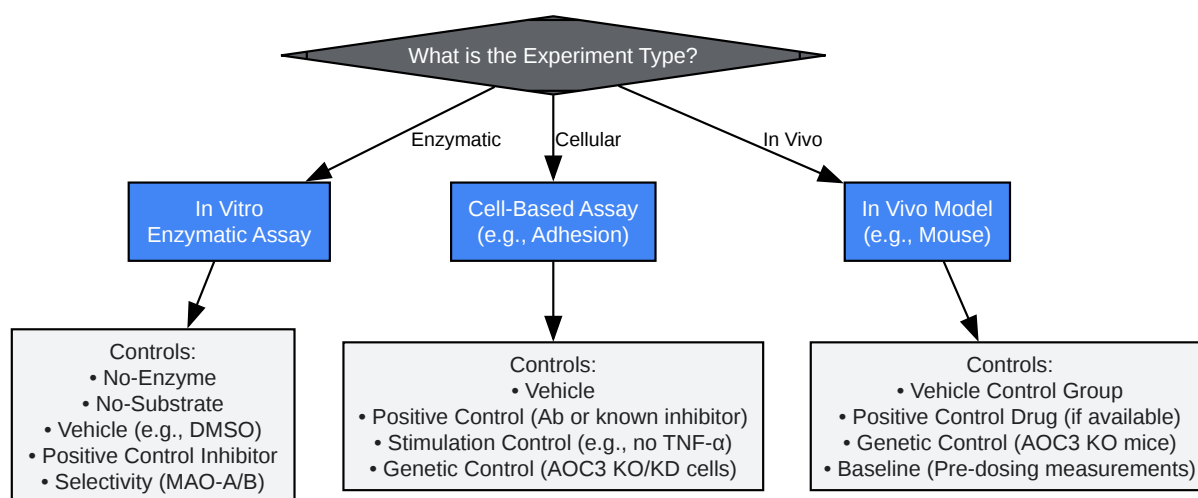 What is the Experiment Type?
Enzymatic
Cellular
In Vivo
In Vitro
Enzymatic Assay
Cell-Based Assay
(e.g., Adhesion)
In Vivo Model
(e.g., Mouse)
Controls:
• No-Enzyme
• No-Substrate
• Vehicle (e.g., DMSO)
• Positive Control Inhibitor
• Selectivity (MAO-A/B)
Controls:
• Vehicle
• Positive Control (Ab or known inhibitor)
• Stimulation Control (e.g., no TNF-α)
• Genetic Control (AOC3 KO/KD cells)
Controls:
• Vehicle Control Group
• Positive Control Drug (if available)
• Genetic Control (AOC3 KO mice)
• Baseline (Pre-dosing measurements)